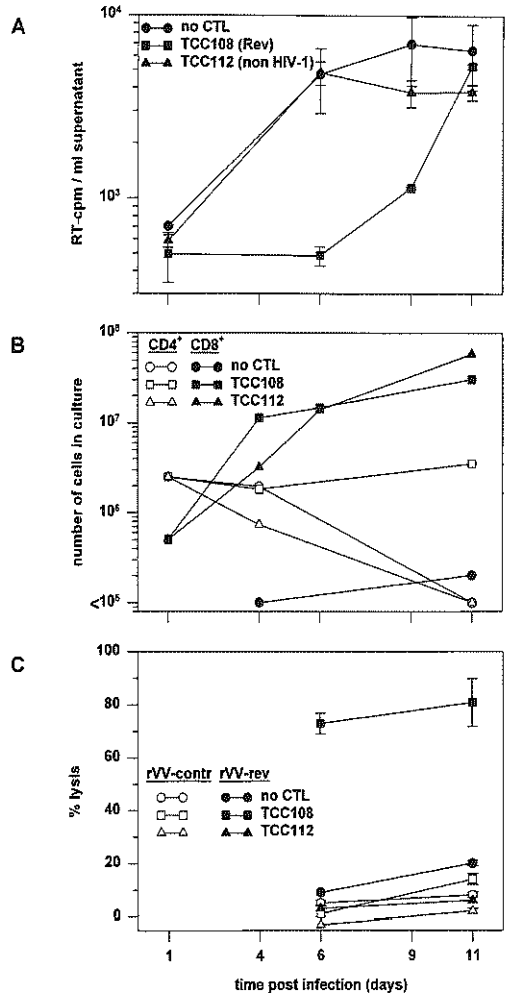 A
10⁴
no CTL
TCC108 (Rev)
TCC112 (non HIV-1)
10³
RT-cpm / ml supernatant
B
10⁸
CD4⁺ CD8⁺
no CTL
TCC108
TCC112
10⁷
10⁶
10⁵
<
number of cells in culture
C
100
80
60
40
20
0
% lysis
rVV-contr rVV-rev
no CTL
TCC108
TCC112
1 4 6 9 11
time post infection (days)